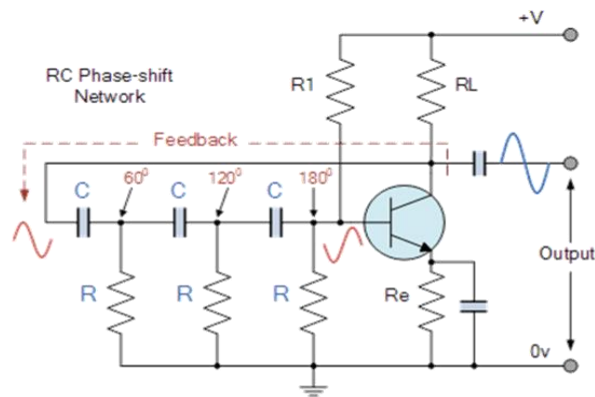 +V
RC Phase-shift
Network
R1
RL
Feedback
C
60⁰
C
120⁰
C
180⁰
Output
R
R
R
Re
0v